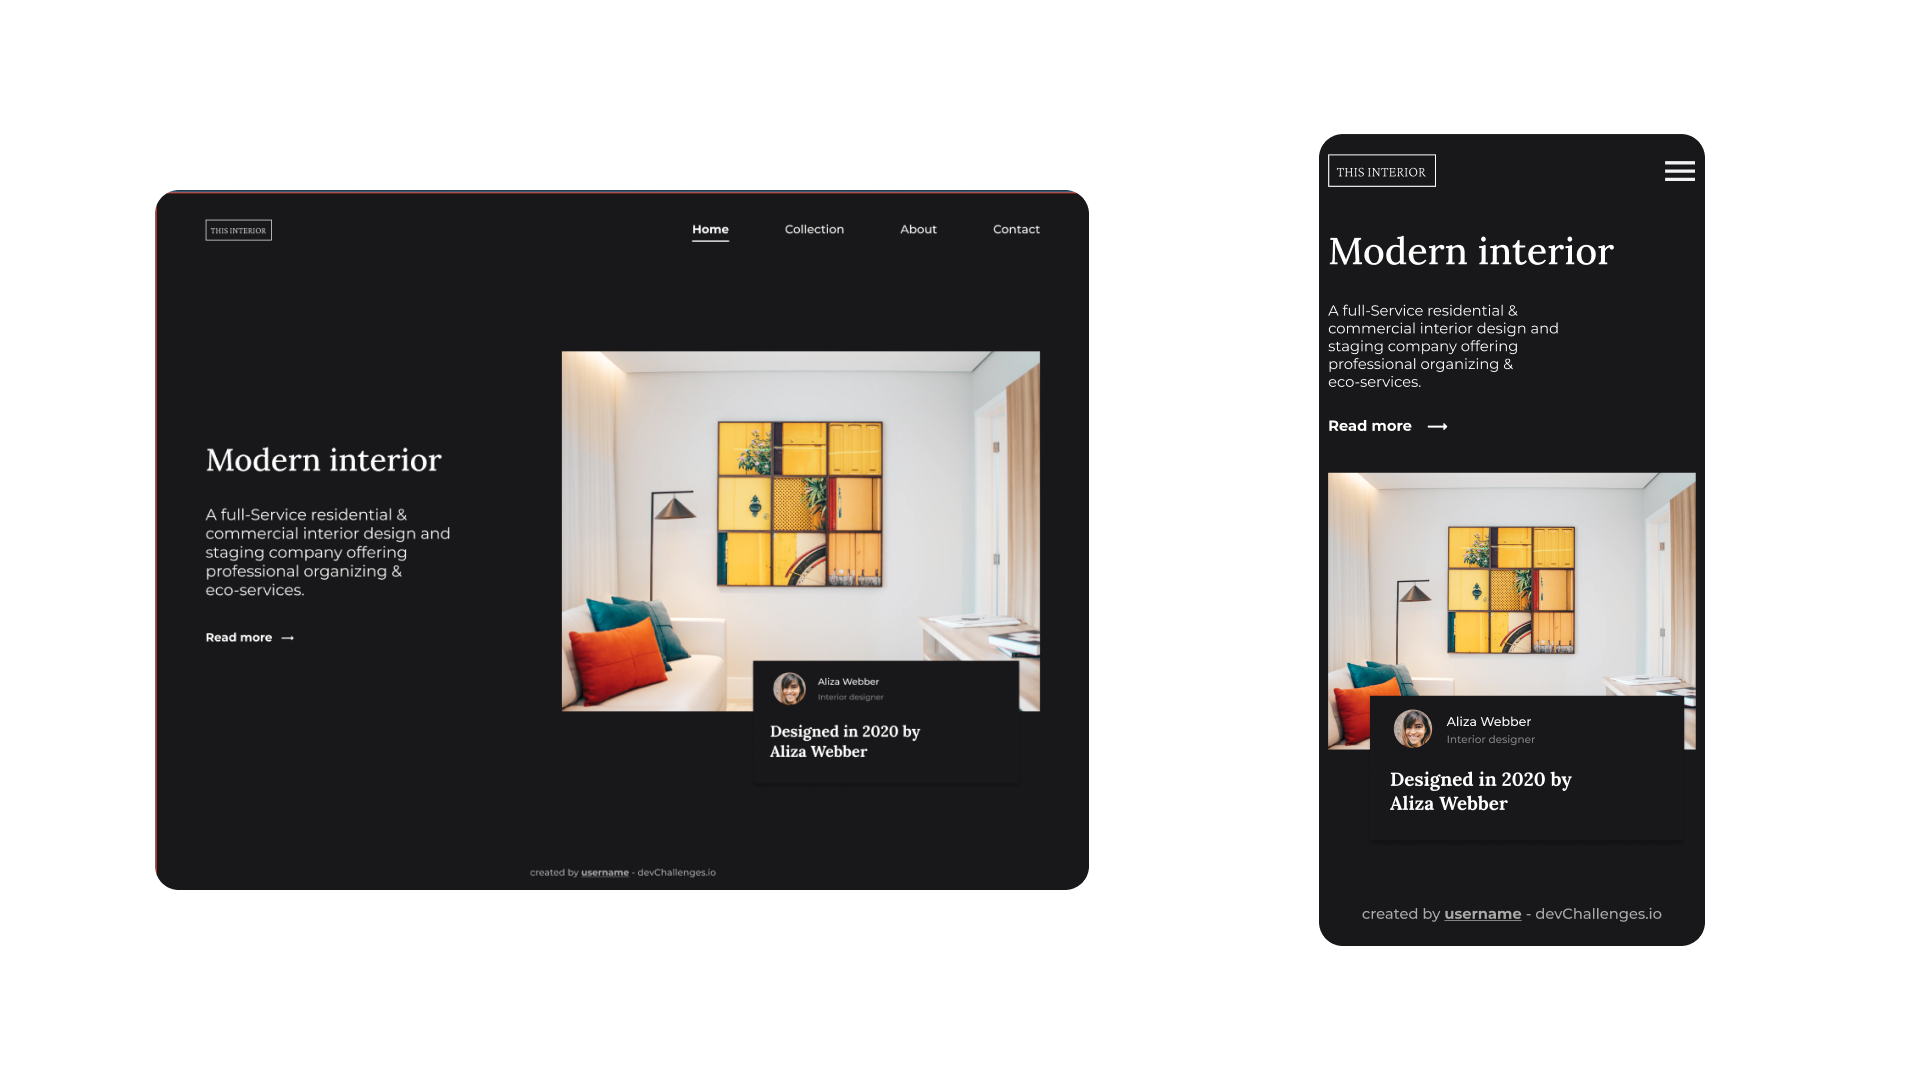 THIS INTERIOR
Home Collection About Contact
Modern interior
A full-Service residential &
commercial interior design and
staging company offering
professional organizing &
eco-services.
Read more
Aliza Webber
Interior designer
Designed in 2020 by
Aliza Webber
created by username - devChallenges.io
THIS INTERIOR
Modern interior
A full-Service residential &
commercial interior design and
staging company offering
professional organizing &
eco-services.
Read more
Aliza Webber
Interior designer
Designed in 2020 by
Aliza Webber
created by username - devChallenges.io